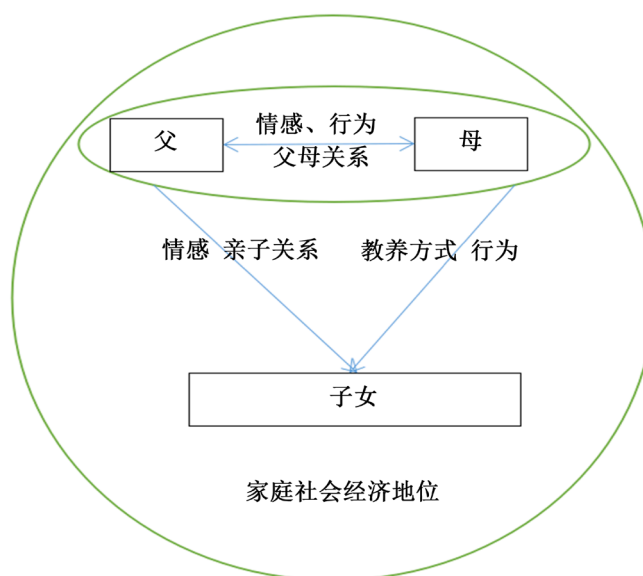 情感、行为
父
母
父母关系
情感 亲子关系
教养方式 行为
子女
家庭社会经济地位